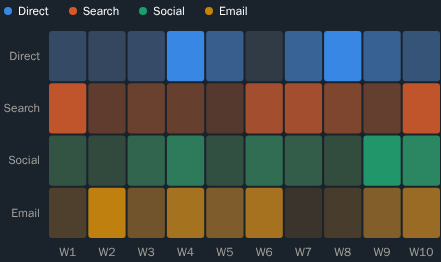 Direct Search Social Email
Direct
Search
Social
Email
W1 W2 W3 W4 W5 W6 W7 W8 W9 W10